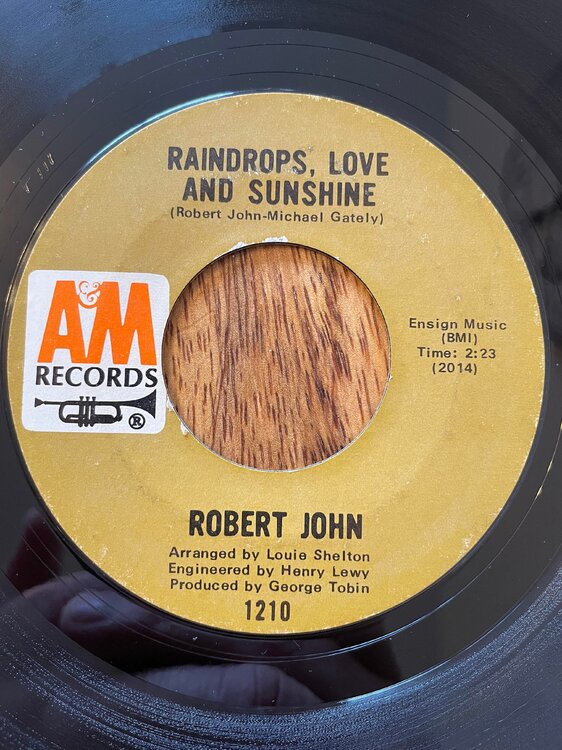 RAINDROPS, LOVE
AND SUNSHINE
(Robert John-Michael Gately)
A&M
RECORDS
®
Ensign Music
(BMI)
Time: 2:23
(2014)
ROBERT JOHN
Arranged by Louie Shelton
Engineered by Henry Lewy
Produced by George Tobin
1210